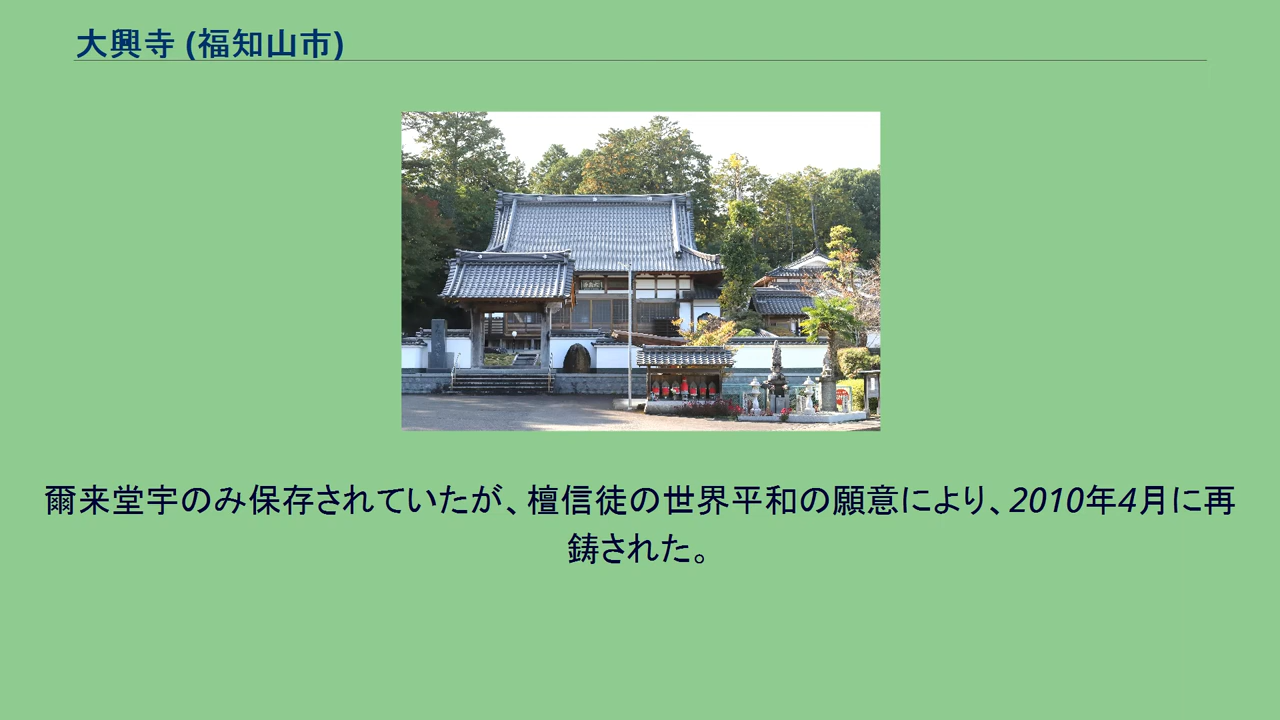 大興寺 (福知山市)
爾来堂宇のみ保存されていたが、檀信徒の世界平和の願意により、2010年4月に再
鋳された。